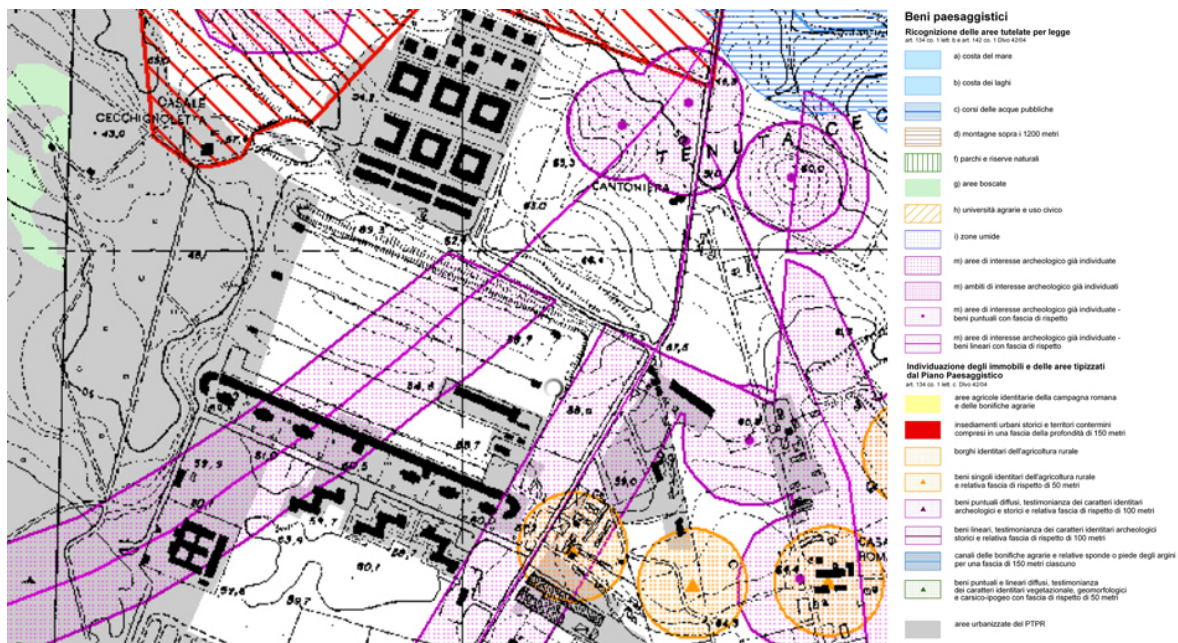 CASALE
CECCHIGNOLETTA
TENUTA CEC
CANTONIERA
CASA
ROMA
Beni paesaggistici
Ricognizione delle aree tutelate per legge
art. 134 co. 1 lett. b e art. 142 co. 1 Dlvo 42/04
a) costa del mare
b) costa dei laghi
c) corsi delle acque pubbliche
d) montagne sopra i 1200 metri
f) parchi e riserve naturali
g) aree boscate
h) università agrarie e uso civico
i) zone umide
m) aree di interesse archeologico già individuate
m) ambiti di interesse archeologico già individuati
m) aree di interesse archeologico già individuate -
beni puntuali con fascia di rispetto
m) aree di interesse archeologico già individuate -
beni lineari con fascia di rispetto
Individuazione degli immobili e delle aree tipizzati
dal Piano Paesaggistico
art. 134 co. 1 lett. c Dlvo 42/04
aree agricole identitarie della campagna romana
e delle bonifiche agrarie
insediamenti urbani storici e territori contermini
compresi in una fascia della profondità di 150 metri
borghi identitari dell'agricoltura rurale
beni singoli identitari dell'agricoltura rurale
e relativa fascia di rispetto di 50 metri
beni puntuali diffusi, testimonianza dei caratteri identitari
archeologici e storici e relativa fascia di rispetto di 100 metri
beni lineari, testimonianza dei caratteri identitari archeologici
storici e relativa fascia di rispetto di 100 metri
canali delle bonifiche agrarie e relative sponde o piede degli argini
per una fascia di 150 metri ciascuno
beni puntuali e lineari diffusi, testimonianza
dei caratteri identitari vegetazionale, geomorfologici
e carsico-ipogeo con fascia di rispetto di 50 metri
aree urbanizzate del PTPR